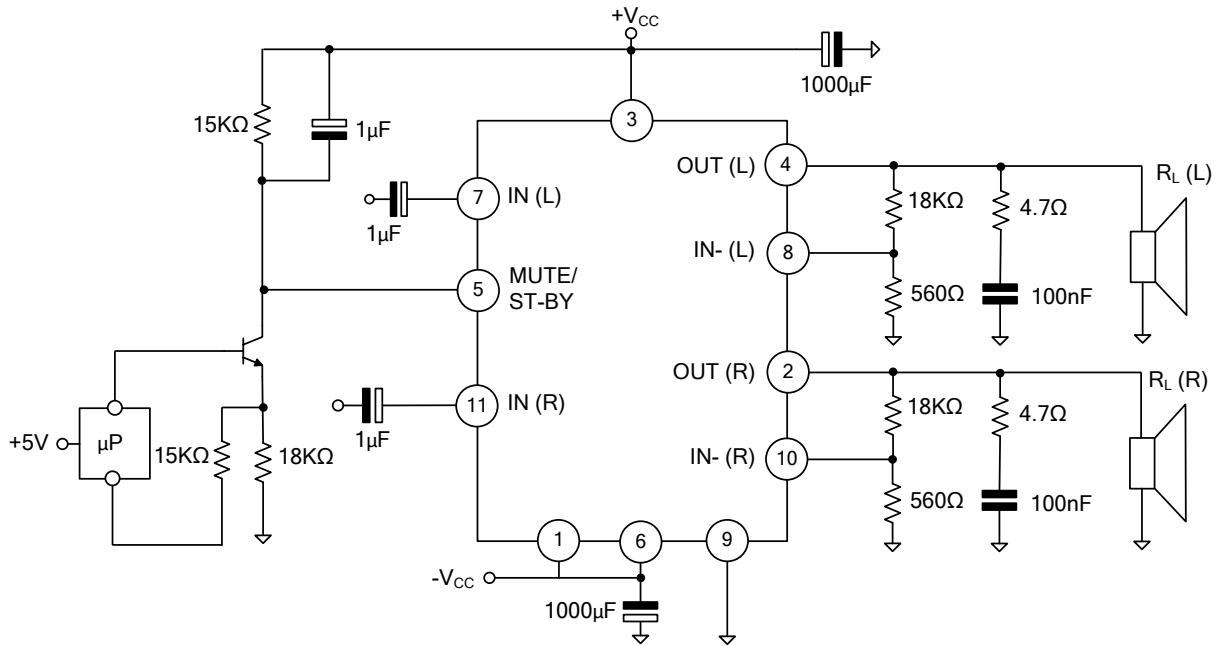 +VCC
1000µF
3
15KΩ
1µF
OUT (L)
4
RL (L)
7
IN (L)
1µF
18KΩ
4.7Ω
IN- (L)
8
MUTE/
ST-BY
5
560Ω
100nF
OUT (R)
2
RL (R)
11
IN (R)
1µF
18KΩ
4.7Ω
+5V
µP
15KΩ
18KΩ
IN- (R)
10
560Ω
100nF
1
6
9
-VCC
1000µF